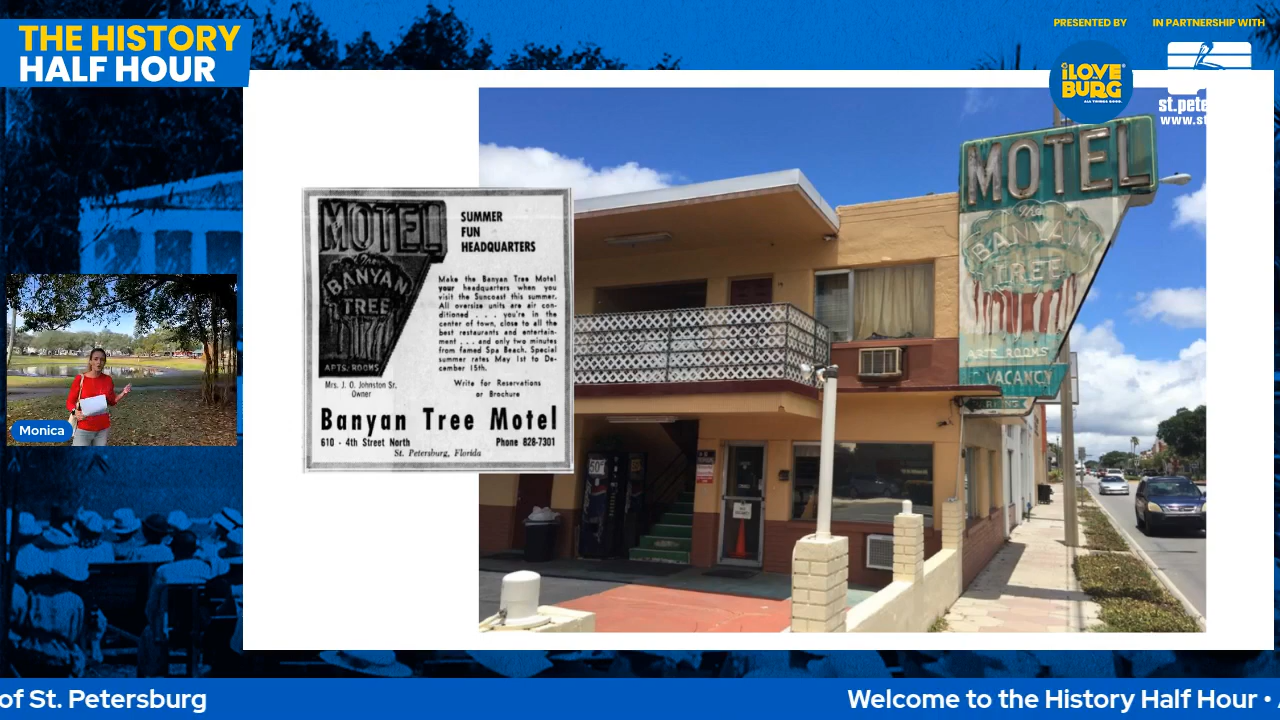 THE HISTORY
HALF HOUR
PRESENTED BY
IN PARTNERSHIP WITH
iLOVE
BURG
ALL THINGS GOOD.
st.pete
www.st
MOTEL
The
BANYAN
TREE
APTS. ROOMS
SUMMER
FUN
HEADQUARTERS
Make the Banyan Tree Motel
your headquarters when you
visit the Suncoast this summer.
All oversize units are air con-
ditioned . . . you're in the
center of town, close to all the
best restaurants and entertain-
ment . . . and only two minutes
from famed Spa Beach. Special
summer rates May 1st to De-
cember 15th.
Mrs. J. O. Johnston Sr.
Owner
Write for Reservations
or Brochure
Banyan Tree Motel
610 - 4th Street North
Phone 828-7301
St. Petersburg, Florida
MOTEL
The
BANYAN
TREE
APTS. ROOMS
VACANCY
Monica
of St. Petersburg
Welcome to the History Half Hour •